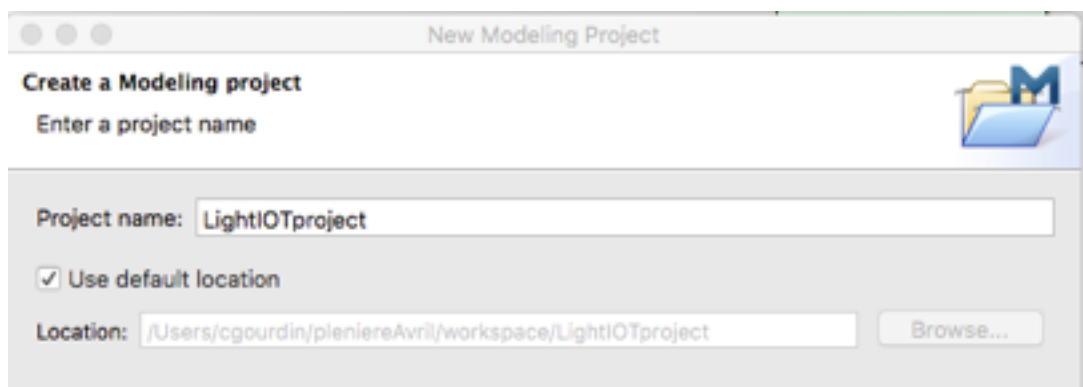 New Modeling Project
Create a Modeling project
Enter a project name
Project name: LightIOTproject
Use default location
Location: /Users/cgourdin/pleniereAvril/workspace/LightIOTproject Browse...